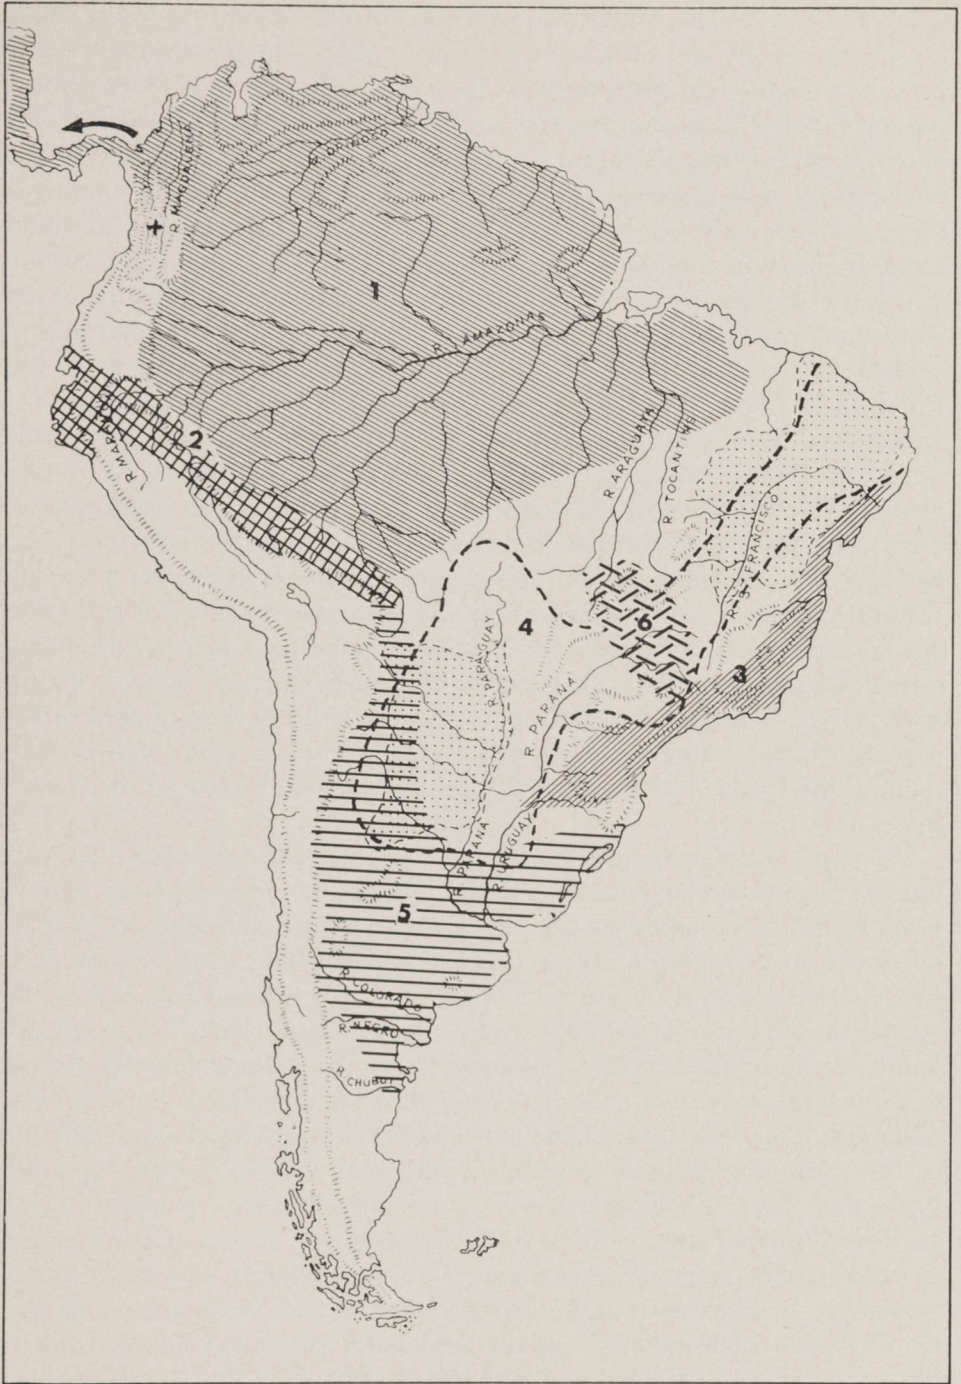 R. MAGDALENA
R. ORINOCO
+
1
R. AMAZONAS
2
R. MARAÑON
R. ARAGUAYA
R. TOCANTINS
R. S. FRANCISCO
4
6
3
R. PARAGUAY
R. PARANA
R. PARANA
R. URUGUAY
5
R. COLORADO
R. NEGRO
R. CHUBUT